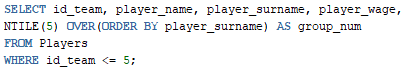 SELECT id_team, player_name, player_surname, player_wage,
NTILE(5) OVER(ORDER BY player_surname) AS group_num
FROM Players
WHERE id_team <= 5;